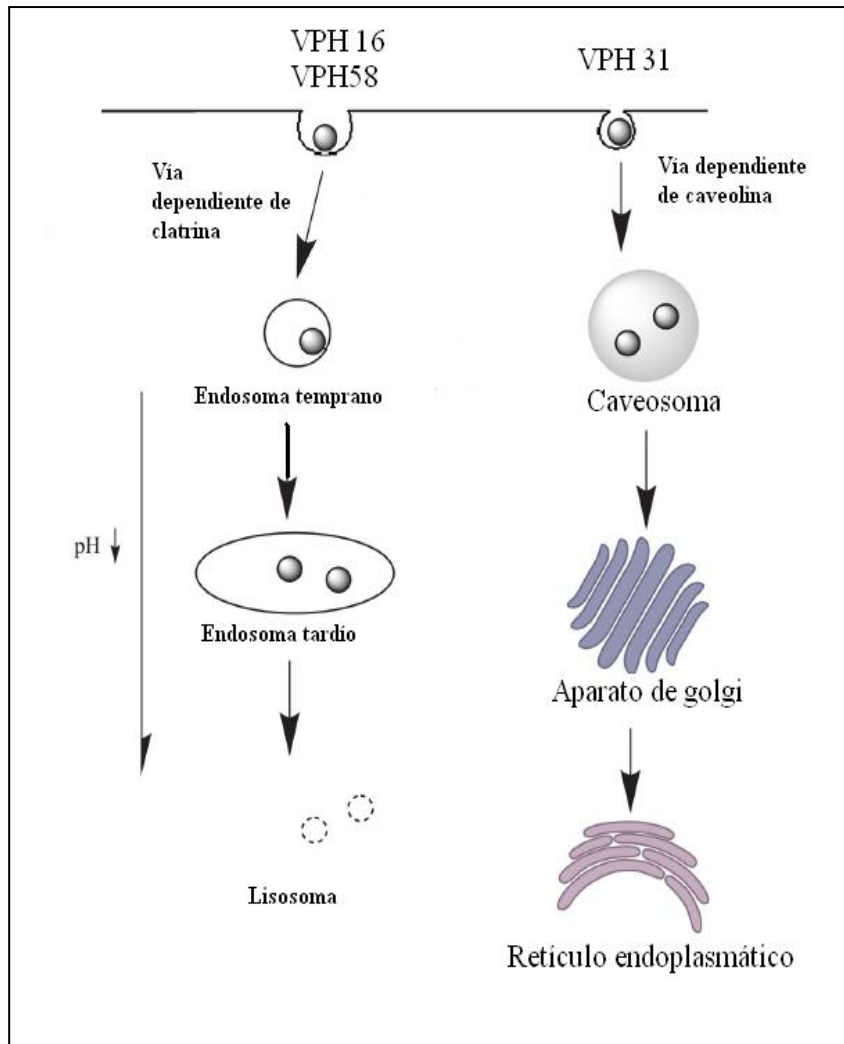 VPH 16
VPH58
VPH 31
Vía
dependiente de
clatrina
Vía dependiente
de caveolina
Endosoma temprano
Caveosoma
pH ↓
Endosoma tardío
Aparato de golgi
Lisosoma
Retículo endoplasmático